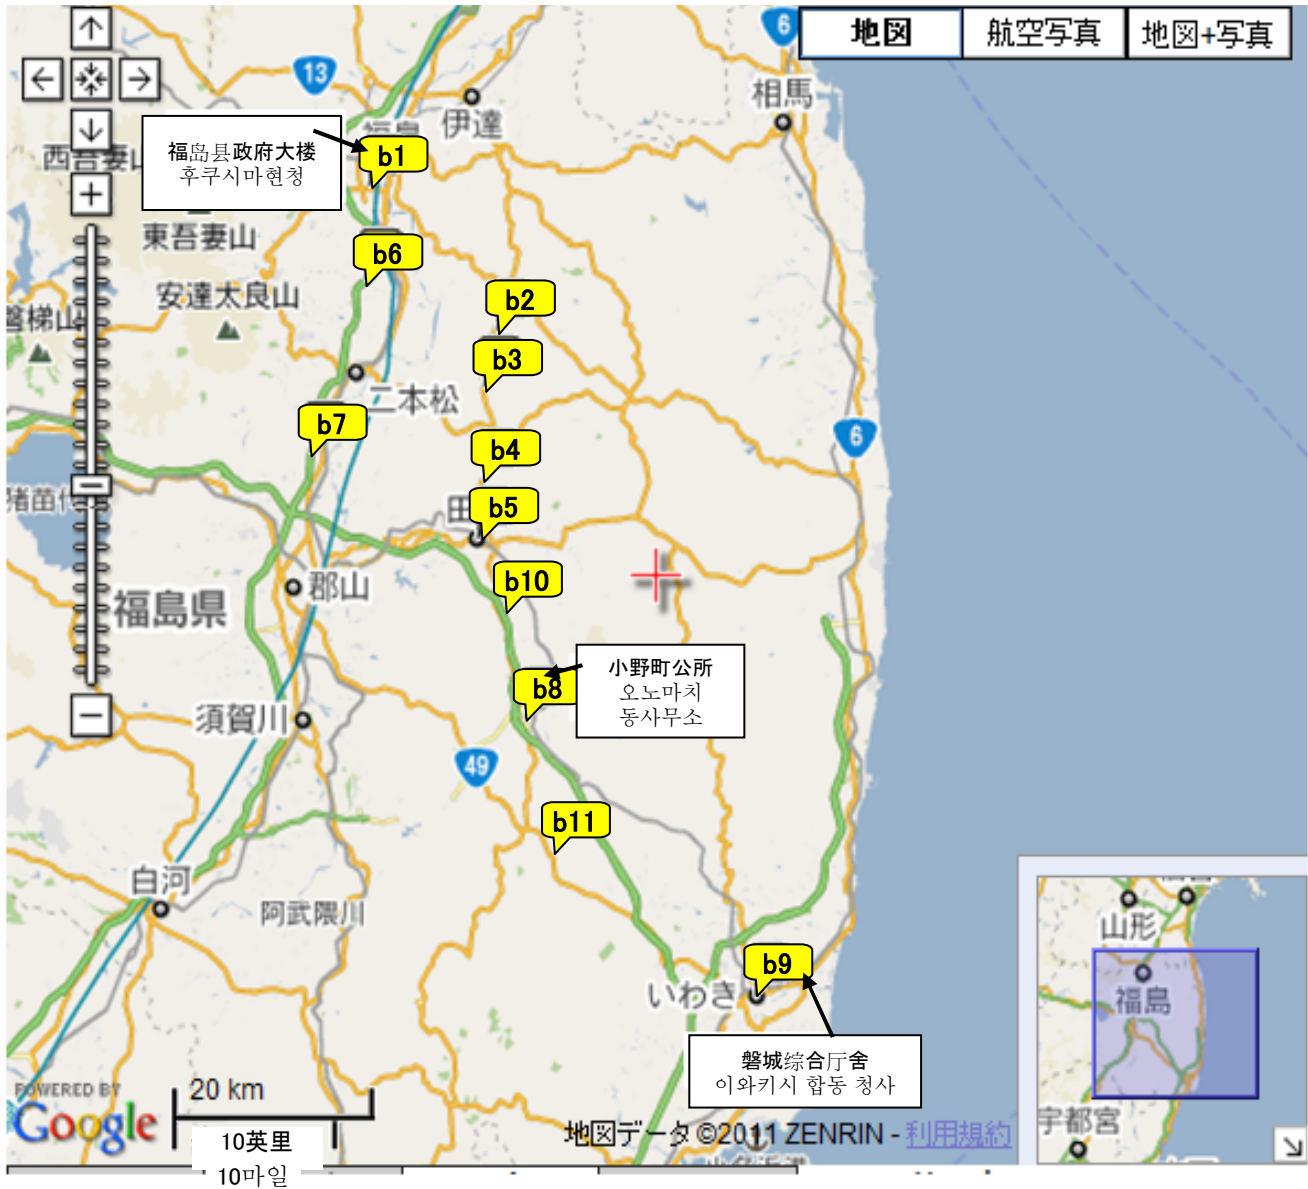 地図
航空写真
地図+写真
13
6
伊達
相馬
福島
福島县政府大楼
후쿠시마현청
b1
東吾妻山
b6
安達太良山
b2
磐梯山
b3
二本松
b7
6
b4
b5
b10
郡山
福島県
小野町公所
오노마치
동사무소
b8
須賀川
49
b11
白河
阿武隈川
山形
b9
いわき
福島
磐城综合厅舍
이와키시 합동 청사
POWERED BY
Google
20 km
10英里
10마일
地図データ ©2011 ZENRIN - 利用規約
宇都宮